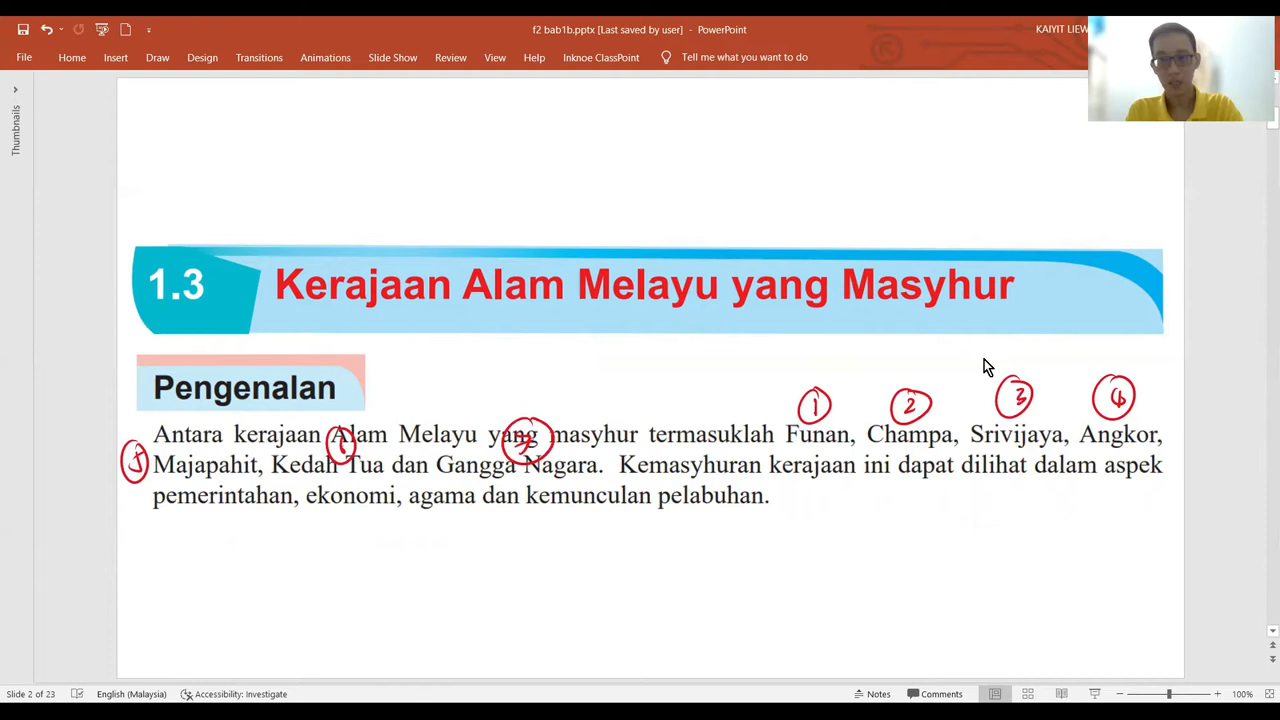 f2 bab1b.pptx [Last saved by user] - PowerPoint
KAIYIT LIEW
File Home Insert Draw Design Transitions Animations Slide Show Review View Help Inknoe ClassPoint Tell me what you want to do
Thumbnails
1.3 Kerajaan Alam Melayu yang Masyhur
Pengenalan
1 2 3 4
Antara kerajaan Alam Melayu yang masyhur termasuklah Funan, Champa, Srivijaya, Angkor,
5 6 7
Majapahit, Kedah Tua dan Gangga Nagara. Kemasyhuran kerajaan ini dapat dilihat dalam aspek
pemerintahan, ekonomi, agama dan kemunculan pelabuhan.
Slide 2 of 23 English (Malaysia) Accessibility: Investigate Notes Comments 100%